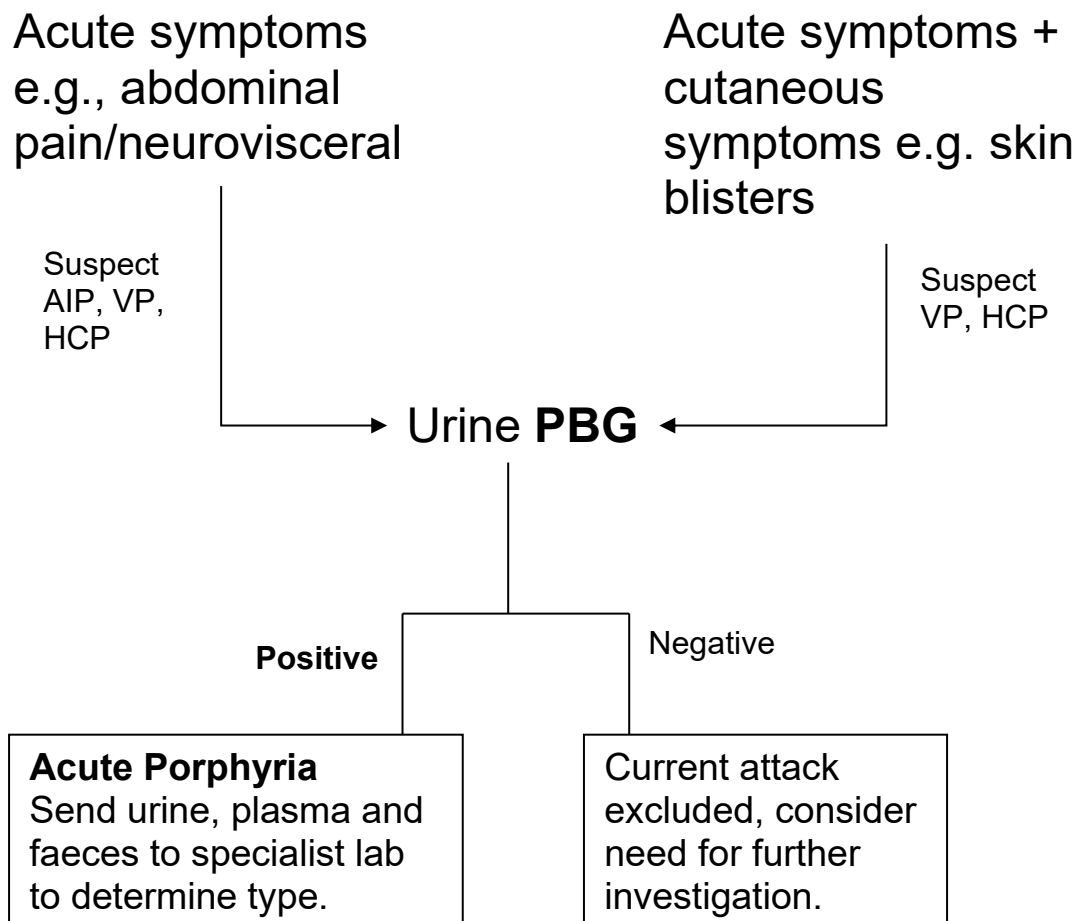 Acute symptoms
e.g., abdominal
pain/neurovisceral
Acute symptoms +
cutaneous
symptoms e.g. skin
blisters
Suspect
AIP, VP,
HCP
Suspect
VP, HCP
Urine PBG
Positive
Negative
Acute Porphyria
Send urine, plasma and
faeces to specialist lab
to determine type.
Current attack
excluded, consider
need for further
investigation.